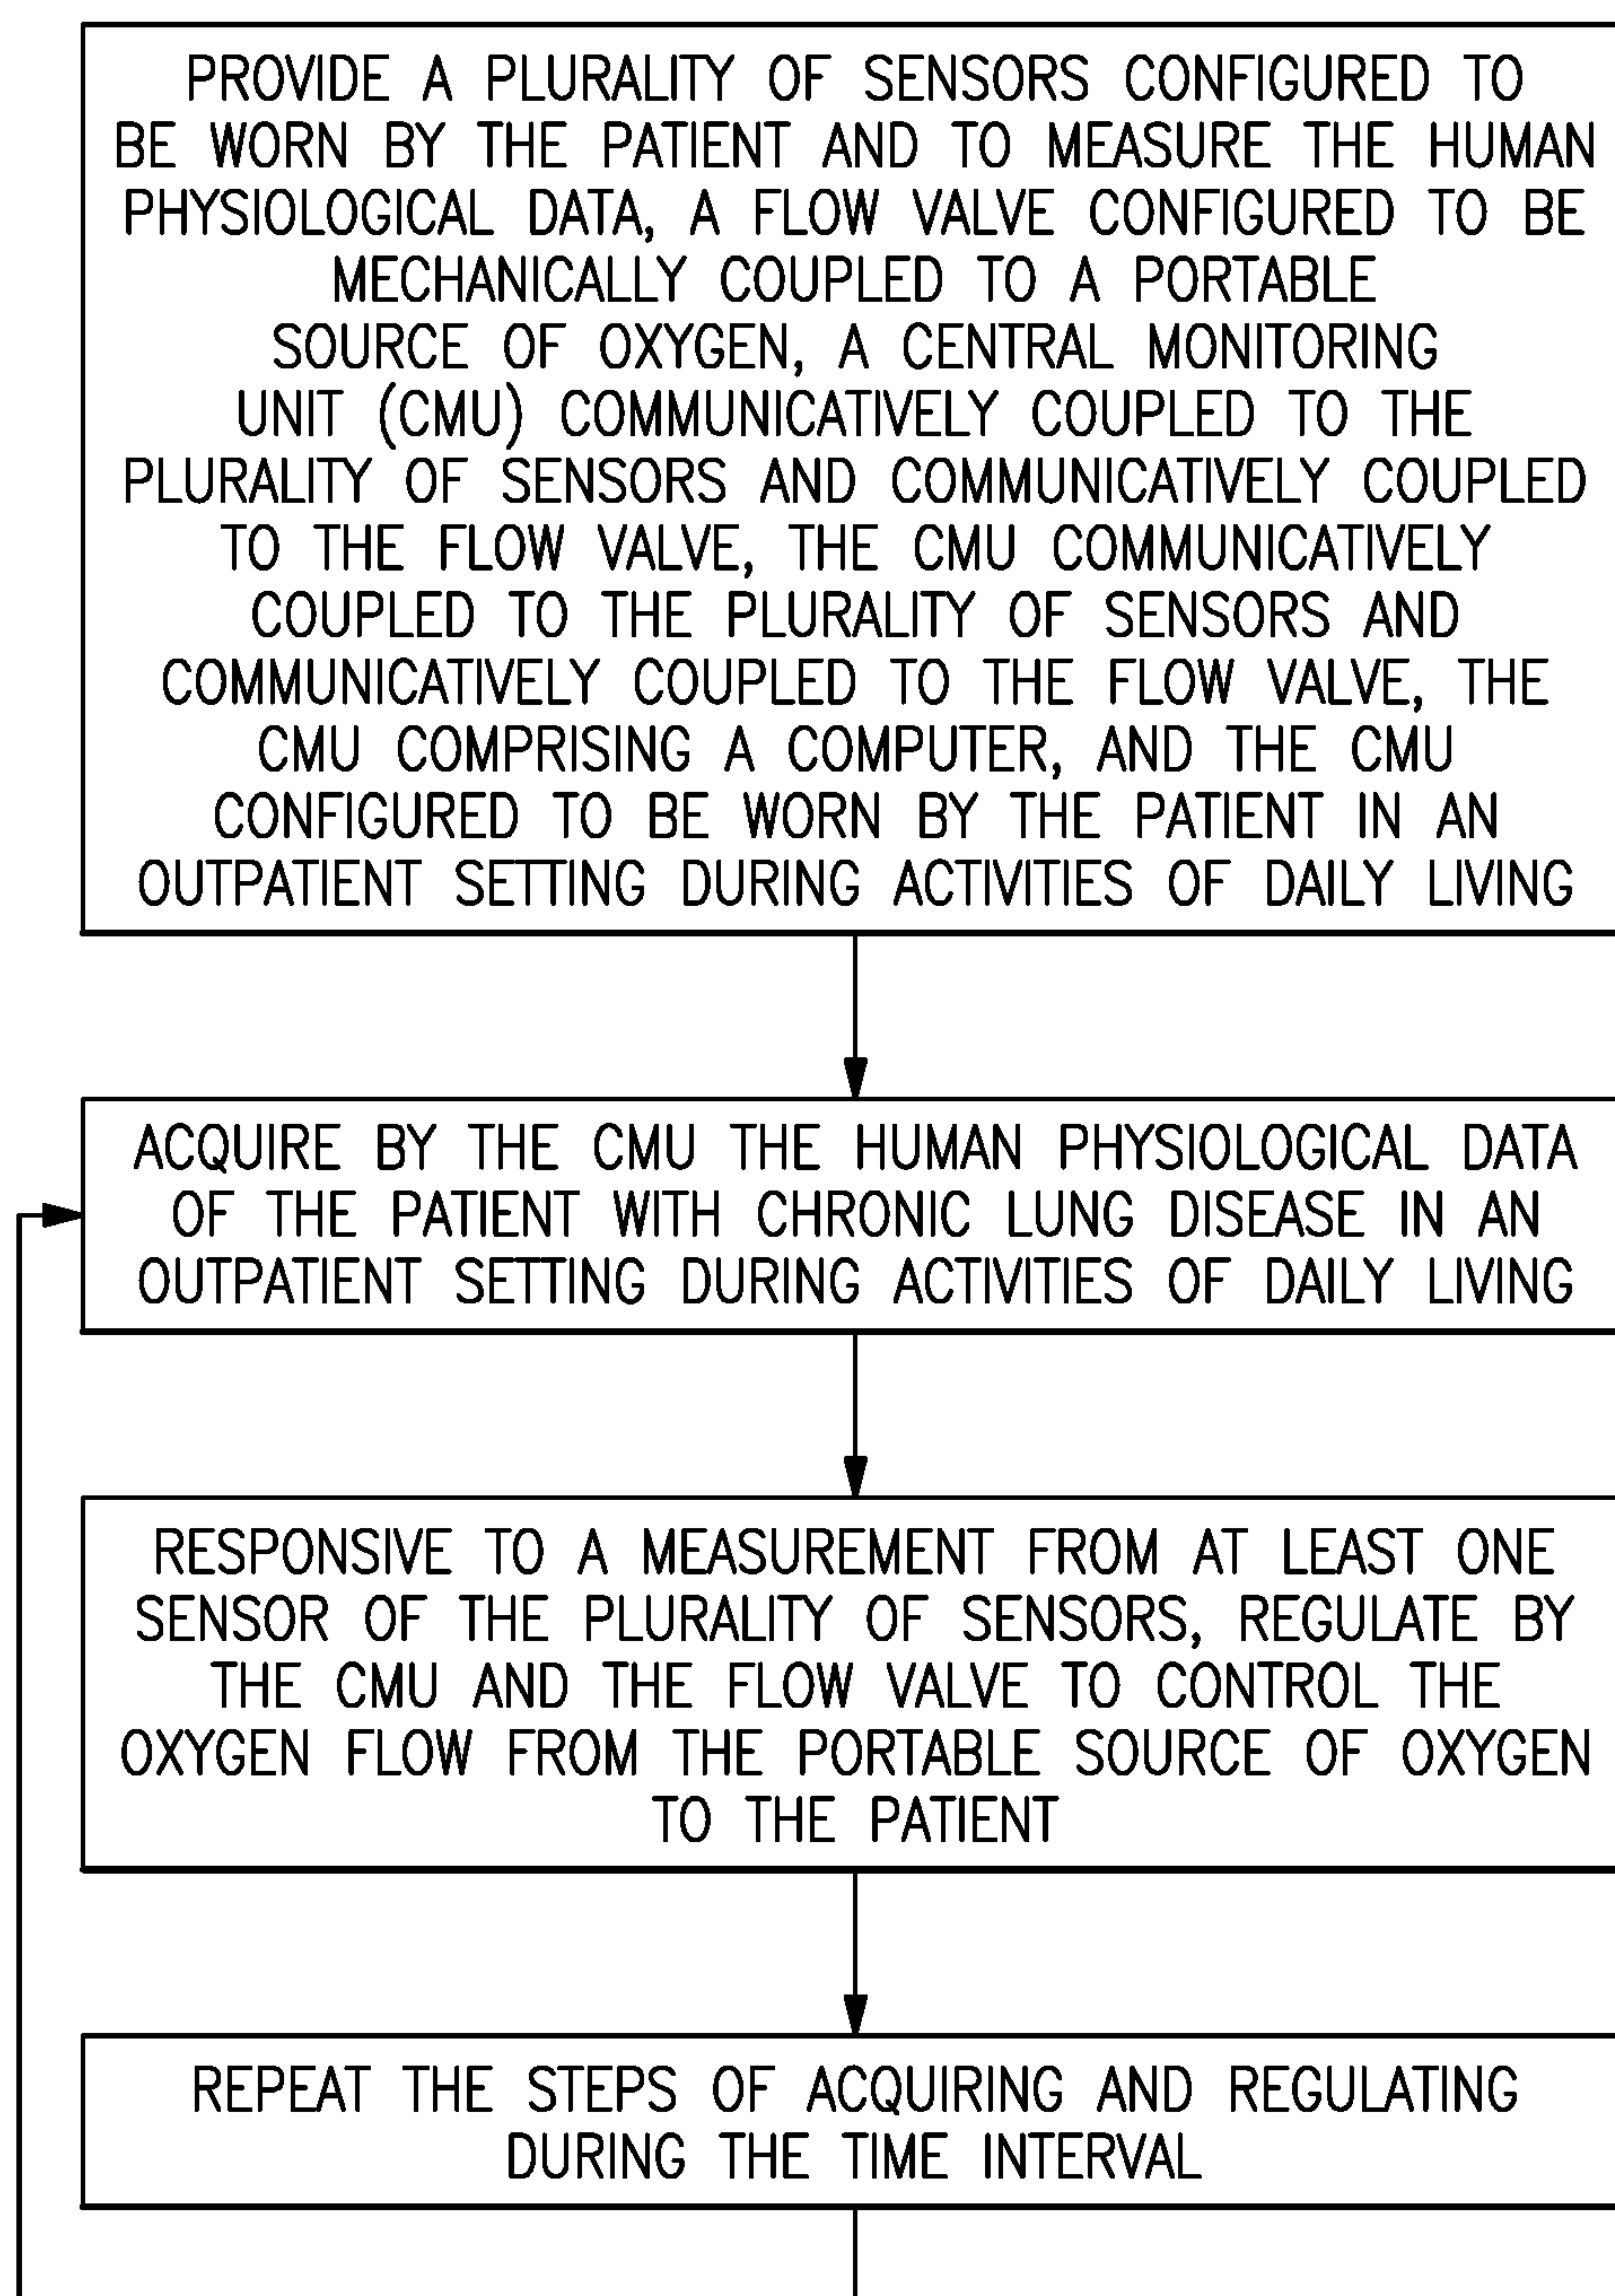 PROVIDE A PLURALITY OF SENSORS CONFIGURED TO
BE WORN BY THE PATIENT AND TO MEASURE THE HUMAN
PHYSIOLOGICAL DATA, A FLOW VALVE CONFIGURED TO BE
MECHANICALLY COUPLED TO A PORTABLE
SOURCE OF OXYGEN, A CENTRAL MONITORING
UNIT (CMU) COMMUNICATIVELY COUPLED TO THE
PLURALITY OF SENSORS AND COMMUNICATIVELY COUPLED
TO THE FLOW VALVE, THE CMU COMMUNICATIVELY
COUPLED TO THE PLURALITY OF SENSORS AND
COMMUNICATIVELY COUPLED TO THE FLOW VALVE, THE
CMU COMPRISING A COMPUTER, AND THE CMU
CONFIGURED TO BE WORN BY THE PATIENT IN AN
OUTPATIENT SETTING DURING ACTIVITIES OF DAILY LIVING
ACQUIRE BY THE CMU THE HUMAN PHYSIOLOGICAL DATA
OF THE PATIENT WITH CHRONIC LUNG DISEASE IN AN
OUTPATIENT SETTING DURING ACTIVITIES OF DAILY LIVING
RESPONSIVE TO A MEASUREMENT FROM AT LEAST ONE
SENSOR OF THE PLURALITY OF SENSORS, REGULATE BY
THE CMU AND THE FLOW VALVE TO CONTROL THE
OXYGEN FLOW FROM THE PORTABLE SOURCE OF OXYGEN
TO THE PATIENT
REPEAT THE STEPS OF ACQUIRING AND REGULATING
DURING THE TIME INTERVAL